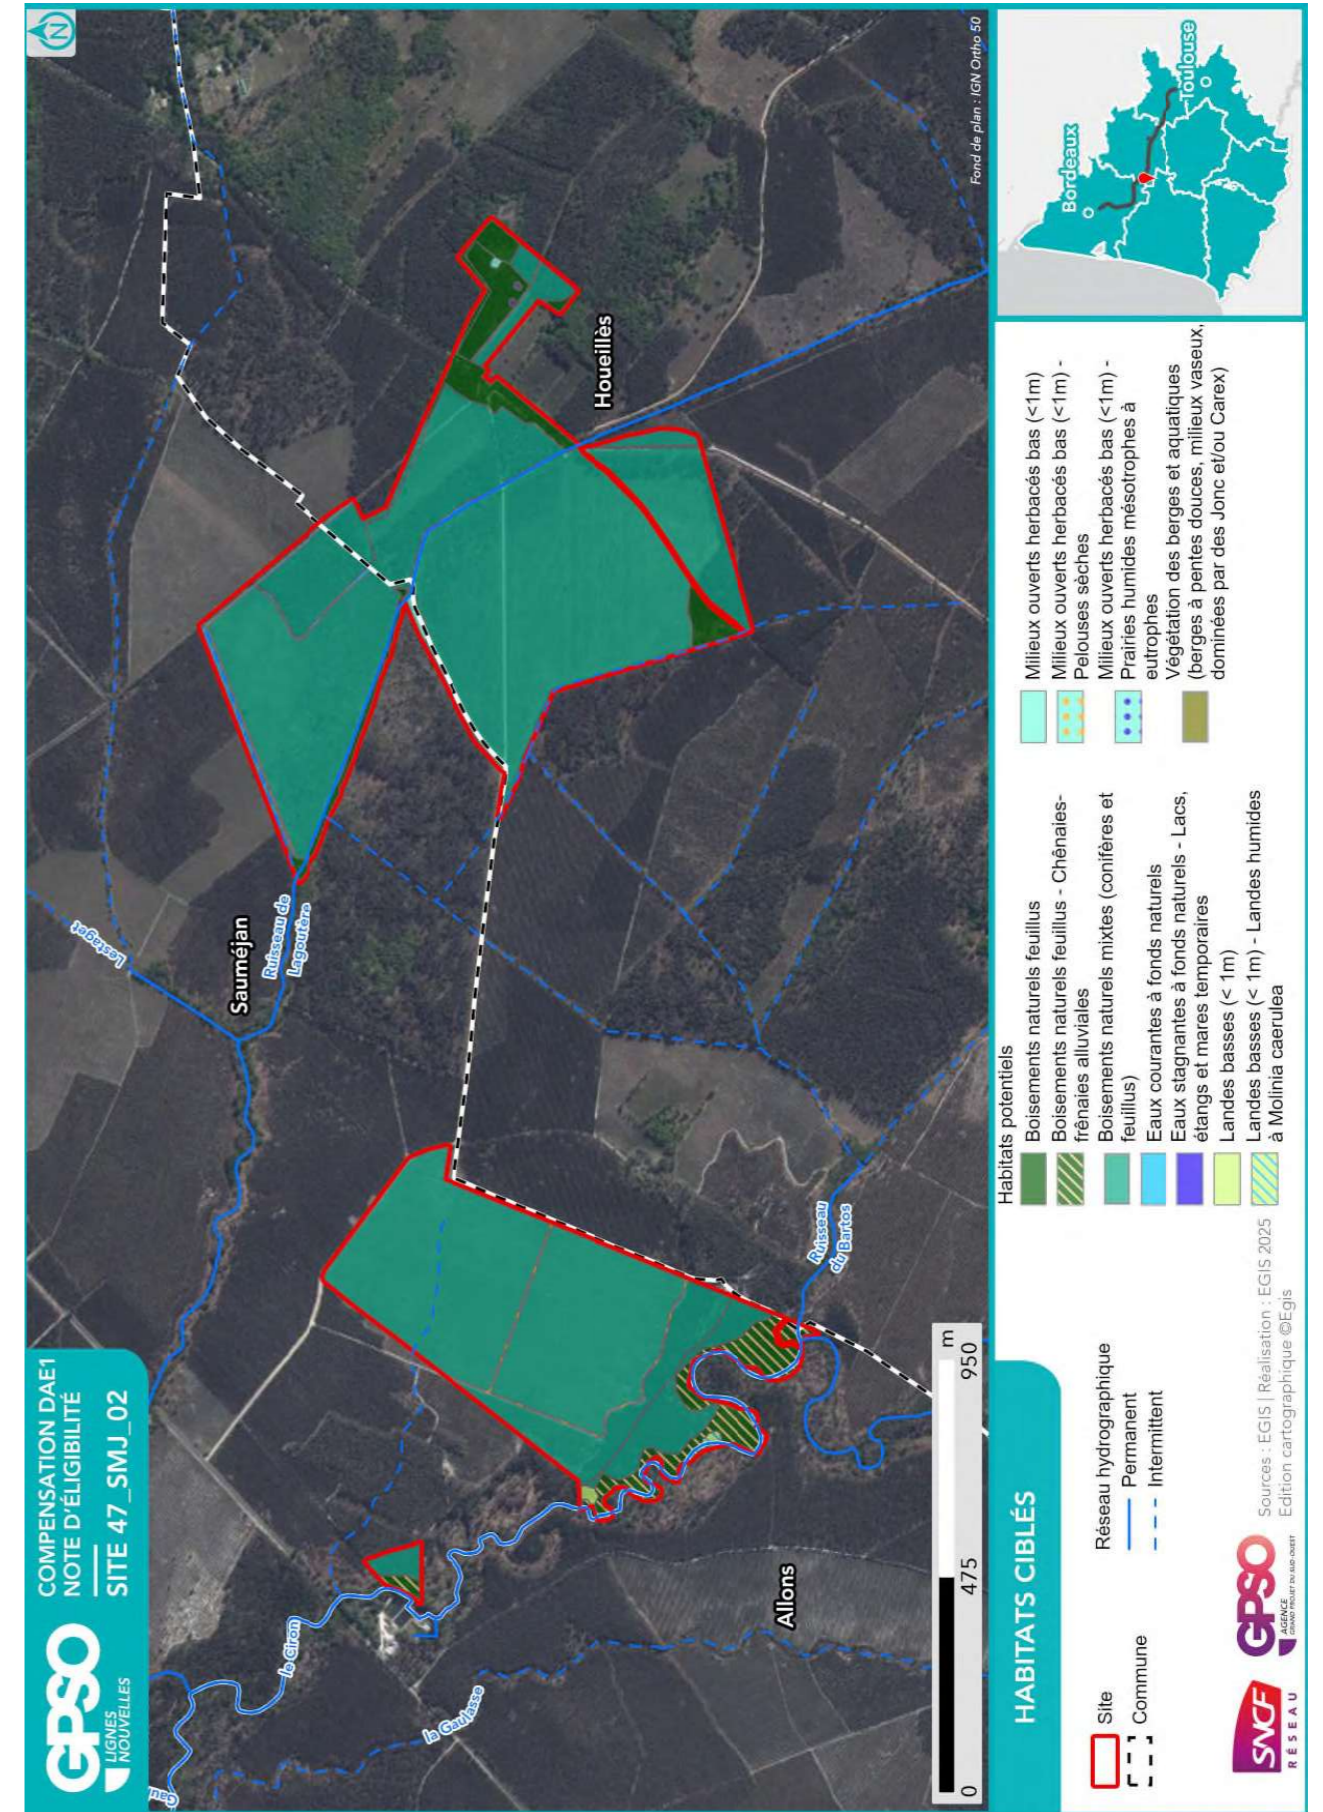 GPSO
LIGNES
NOUVELLES
COMPENSATION DAE1
NOTE D'ÉLIGIBILITÉ
SITE 47_SMJ_02
N
Lestaget
Sauméjan
Ruisseau de
Lagoutère
Houeillès
le Ciron
la Gaulasse
Allons
Ruisseau
du Bartos
0 475 950 m
Fond de plan : IGN Ortho 50
HABITATS CIBLÉS
Site
Commune
Réseau hydrographique
Permanent
Intermittent
Habitats potentiels
Boisements naturels feuillus
Boisements naturels feuillus - Chênaies-
frênaies alluviales
Boisements naturels mixtes (conifères et
feuillus)
Eaux courantes à fonds naturels
Eaux stagnantes à fonds naturels - Lacs,
étangs et mares temporaires
Landes basses (< 1m)
Landes basses (< 1m) - Landes humides
à Molinia caerulea
Milieux ouverts herbacés bas (<1m)
Milieux ouverts herbacés bas (<1m) -
Pelouses sèches
Milieux ouverts herbacés bas (<1m) -
Prairies humides mésotrophes à
eutrophes
Végétation des berges et aquatiques
(berges à pentes douces, milieux vaseux,
dominées par des Jonc et/ou Carex)
Bordeaux
Toulouse
SNCF
RÉSEAU
GPSO
AGENCE
GRAND PROJET DU SUD-OUEST
Sources : EGIS | Réalisation : EGIS 2025
Edition cartographique ©Egis